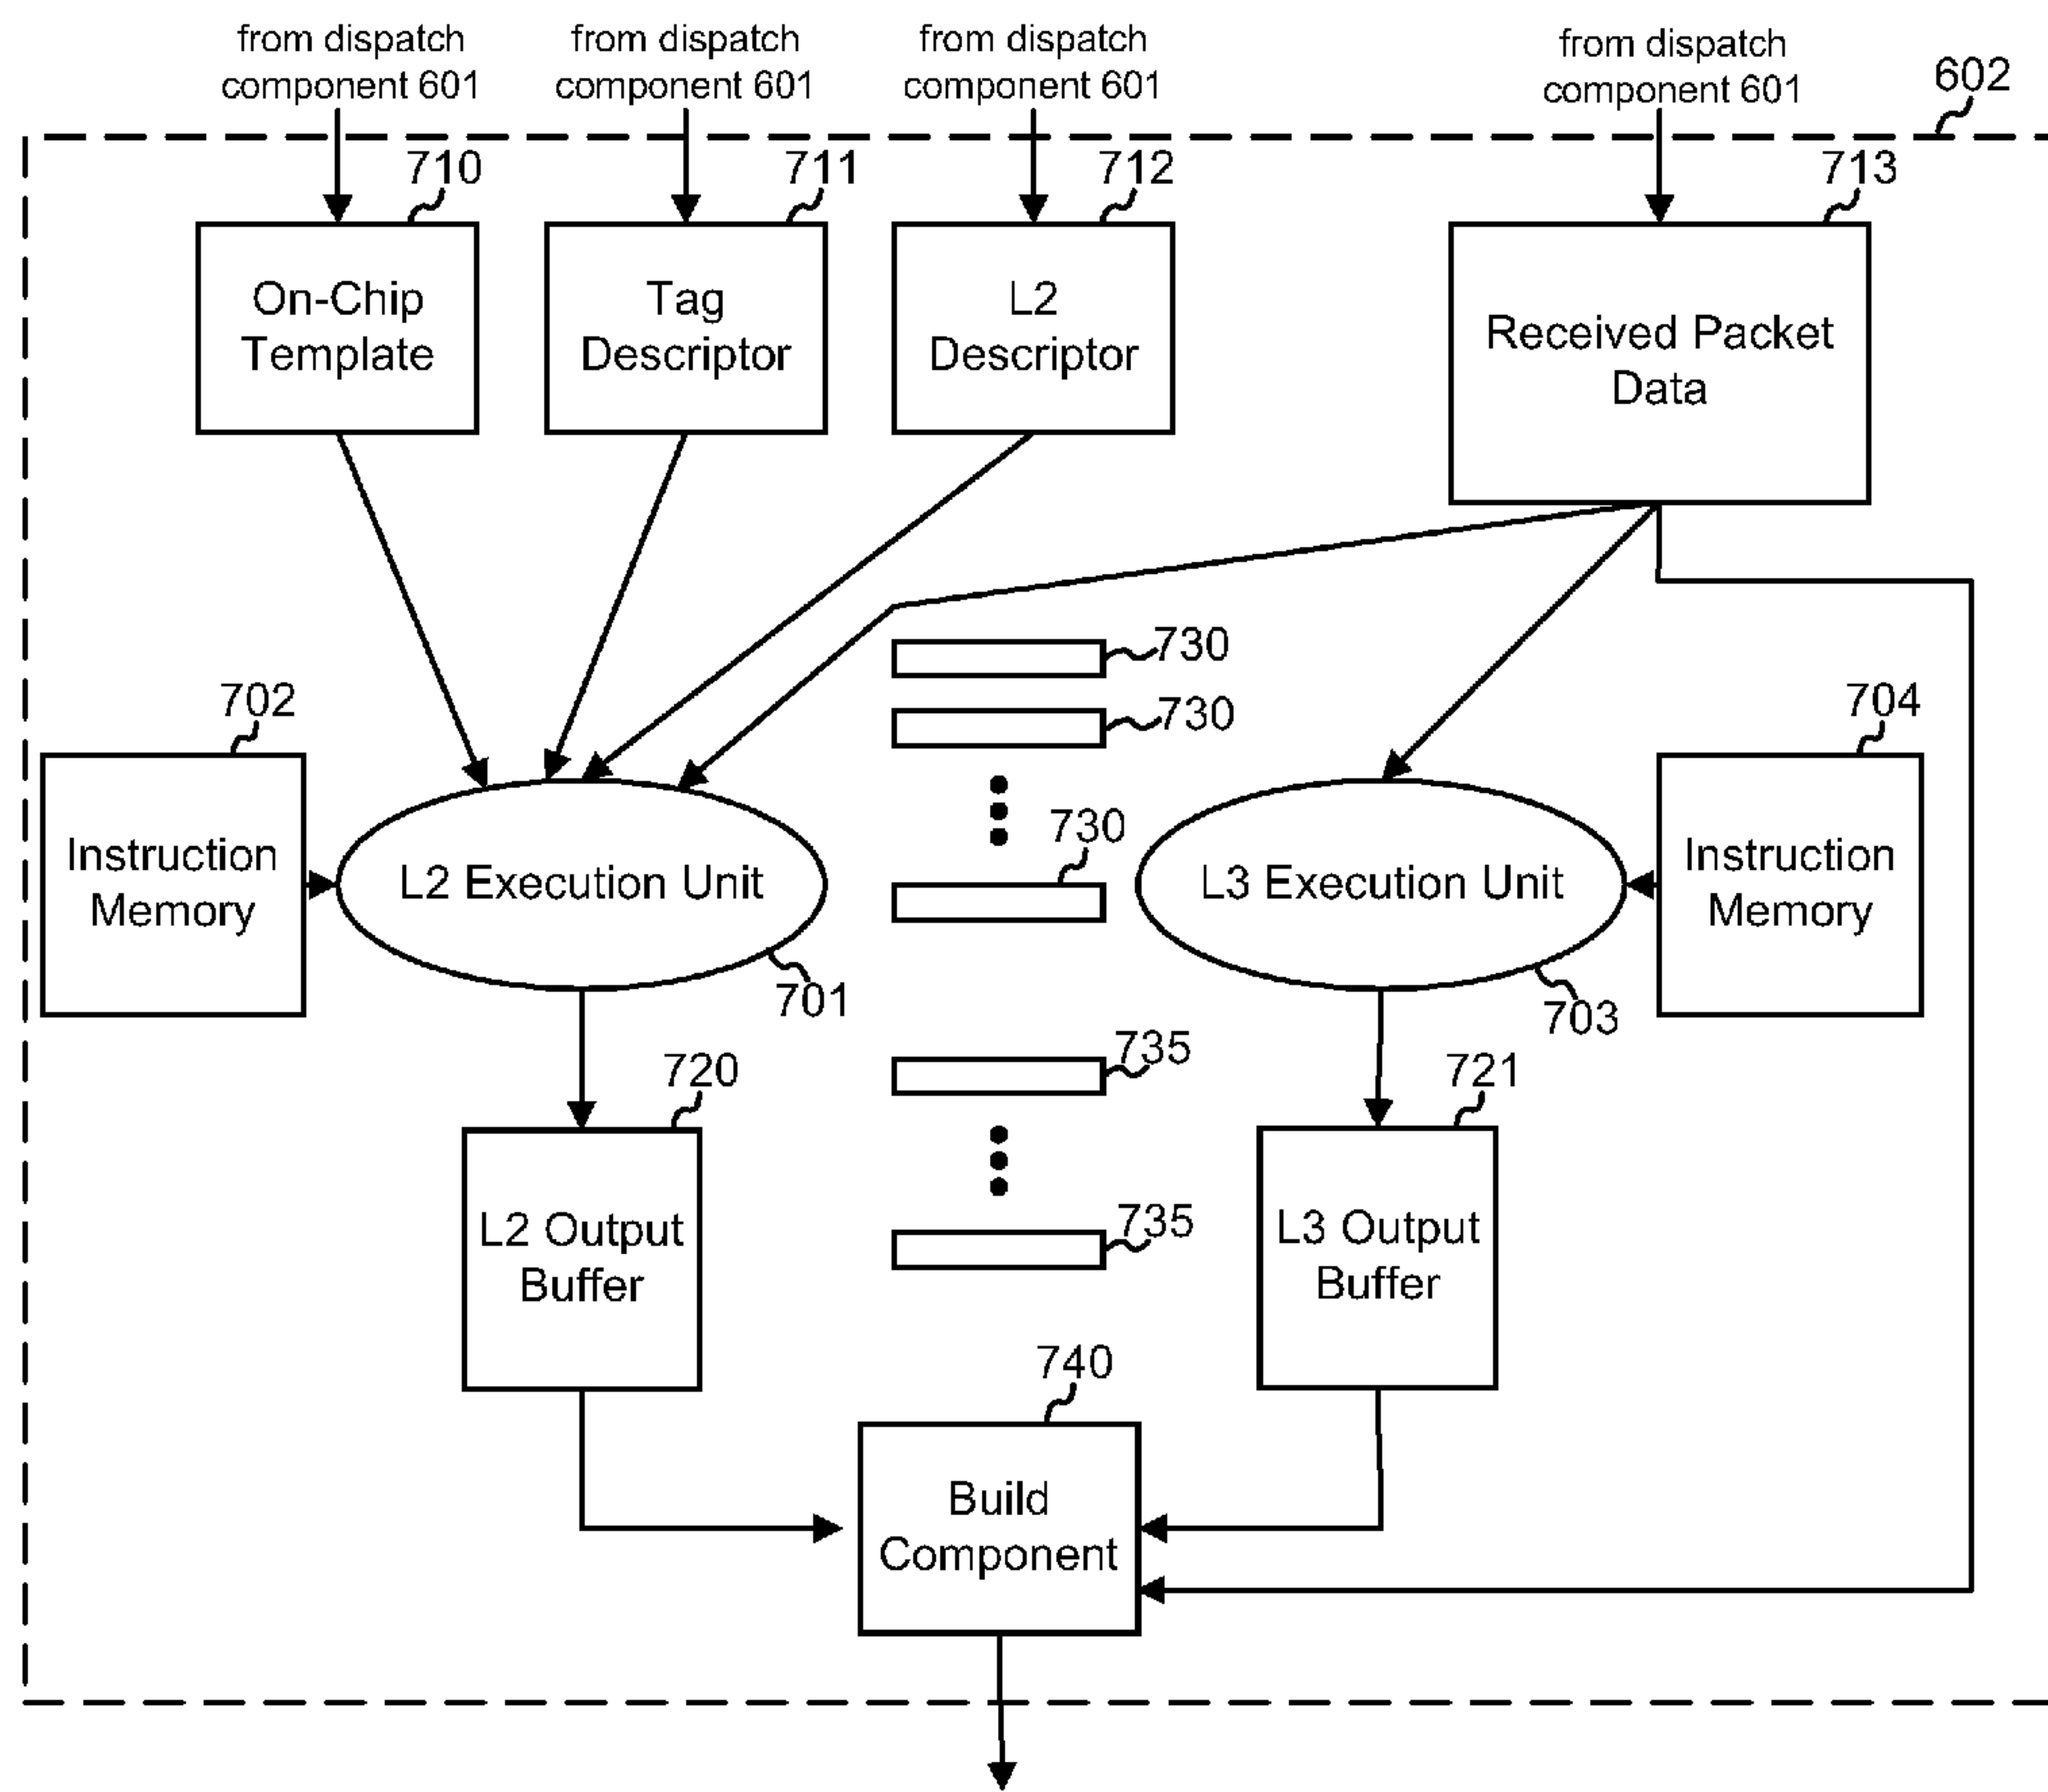 from dispatch
component 601
from dispatch
component 601
from dispatch
component 601
from dispatch
component 601
602
710
711
712
713
On-Chip
Template
Tag
Descriptor
L2
Descriptor
Received Packet
Data
730
730
702
704
730
Instruction
Memory
L2 Execution Unit
L3 Execution Unit
Instruction
Memory
701
703
735
720
721
735
L2 Output
Buffer
L3 Output
Buffer
740
Build
Component